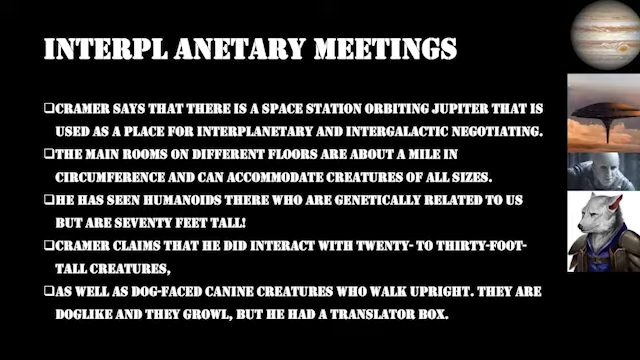 INTERPL ANETARY MEETINGS
❑CRAMER SAYS THAT THERE IS A SPACE STATION ORBITING JUPITER THAT IS
USED AS A PLACE FOR INTERPLANETARY AND INTERGALACTIC NEGOTIATING.
❑THE MAIN ROOMS ON DIFFERENT FLOORS ARE ABOUT A MILE IN
CIRCUMFERENCE AND CAN ACCOMMODATE CREATURES OF ALL SIZES.
❑HE HAS SEEN HUMANOIDS THERE WHO ARE GENETICALLY RELATED TO US
BUT ARE SEVENTY FEET TALL!
❑CRAMER CLAIMS THAT HE DID INTERACT WITH TWENTY- TO THIRTY-FOOT-
TALL CREATURES,
❑AS WELL AS DOG-FACED CANINE CREATURES WHO WALK UPRIGHT. THEY ARE
DOGLIKE AND THEY GROWL, BUT HE HAD A TRANSLATOR BOX.